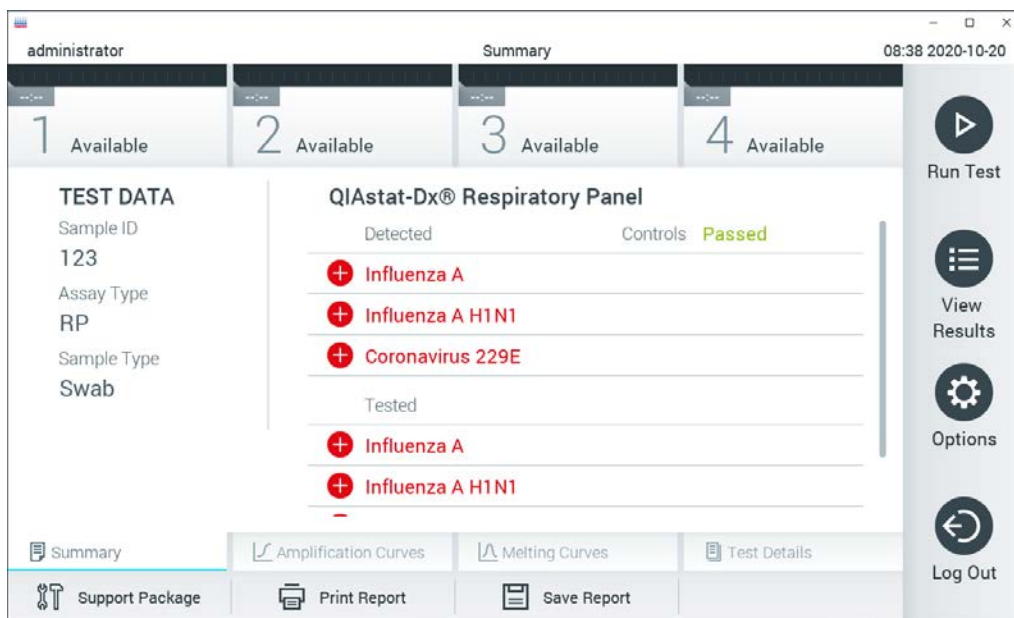 administrator
Summary
08:38 2020-10-20
--:--
1 Available
--:--
2 Available
--:--
3 Available
--:--
4 Available
Run Test
View
Results
Options
Log Out
TEST DATA
Sample ID
123
Assay Type
RP
Sample Type
Swab
QIAstat-Dx® Respiratory Panel
Detected
Controls Passed
Influenza A
Influenza A H1N1
Coronavirus 229E
Tested
Influenza A
Influenza A H1N1
Summary
Amplification Curves
Melting Curves
Test Details
Support Package
Print Report
Save Report